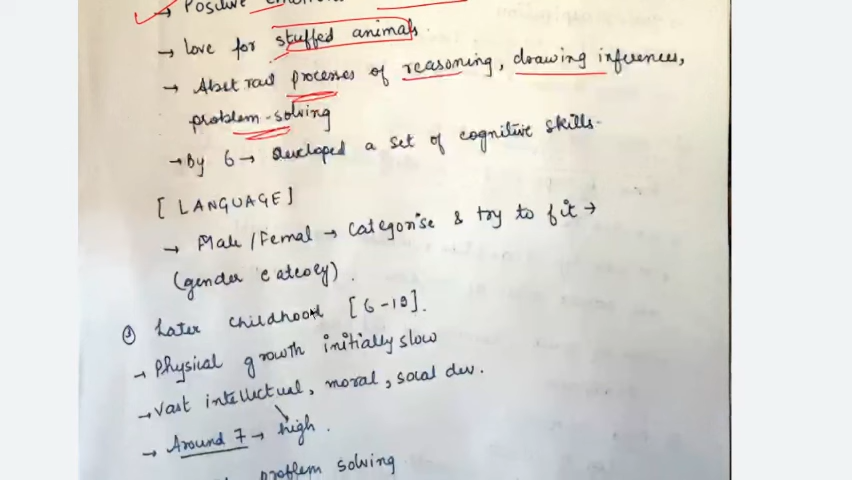 → Positive
→ Love for stuffed animals.
→ Abstract processes of reasoning, drawing inferences,
problem-solving
→ By 6 → Developed a set of cognitive skills.
[LANGUAGE]
→ Male/Femal → Categorise & try to fit →
(gender cateoey).
③ Later childhood [6-10].
→ Physical growth initially slow
→ Vast intellectual, moral, social dev.
→ Around 7 → high.
problem solving